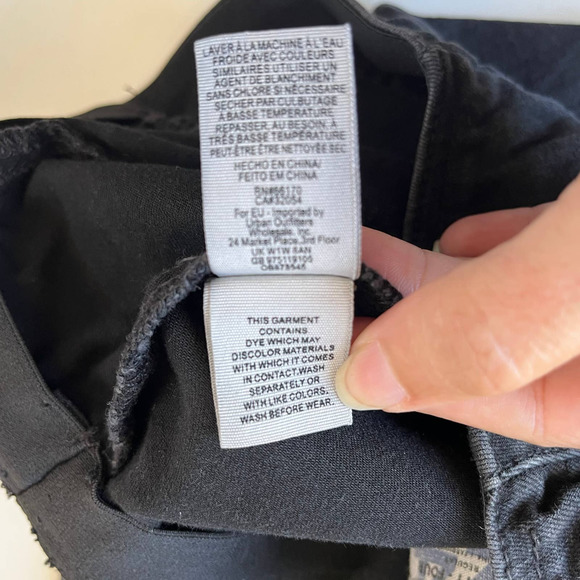 LAVER À LA MACHINE À L'EAU
FROIDE AVEC COULEURS
SIMILAIRES UTILISER UN
AGENT DE BLANCHIMENT
SANS CHLORE SI NÉCESSAIRE
SECHER PAR CULBUTAGE
A BASSE TEMPÉRATURE
REPASSER, AU BESOIN, À
TRÈS BASSE TEMPÉRATURE
PEUT-ÊTRE ÊTRE NETTOYÉE SEC
HECHO EN CHINA/
FEITO EM CHINA
RN#66170
CA#32054
For EU - Imported by
Urban Outfitters
Wholesale, Inc.
24 Market Place, 3rd Floor
UK W1W 8AN
GB 975119105
THIS GARMENT
CONTAINS
DYE WHICH MAY
DISCOLOR MATERIALS
WITH WHICH IT COMES
IN CONTACT.WASH
SEPARATELY OR
WITH LIKE COLORS.
WASH BEFORE WEAR.